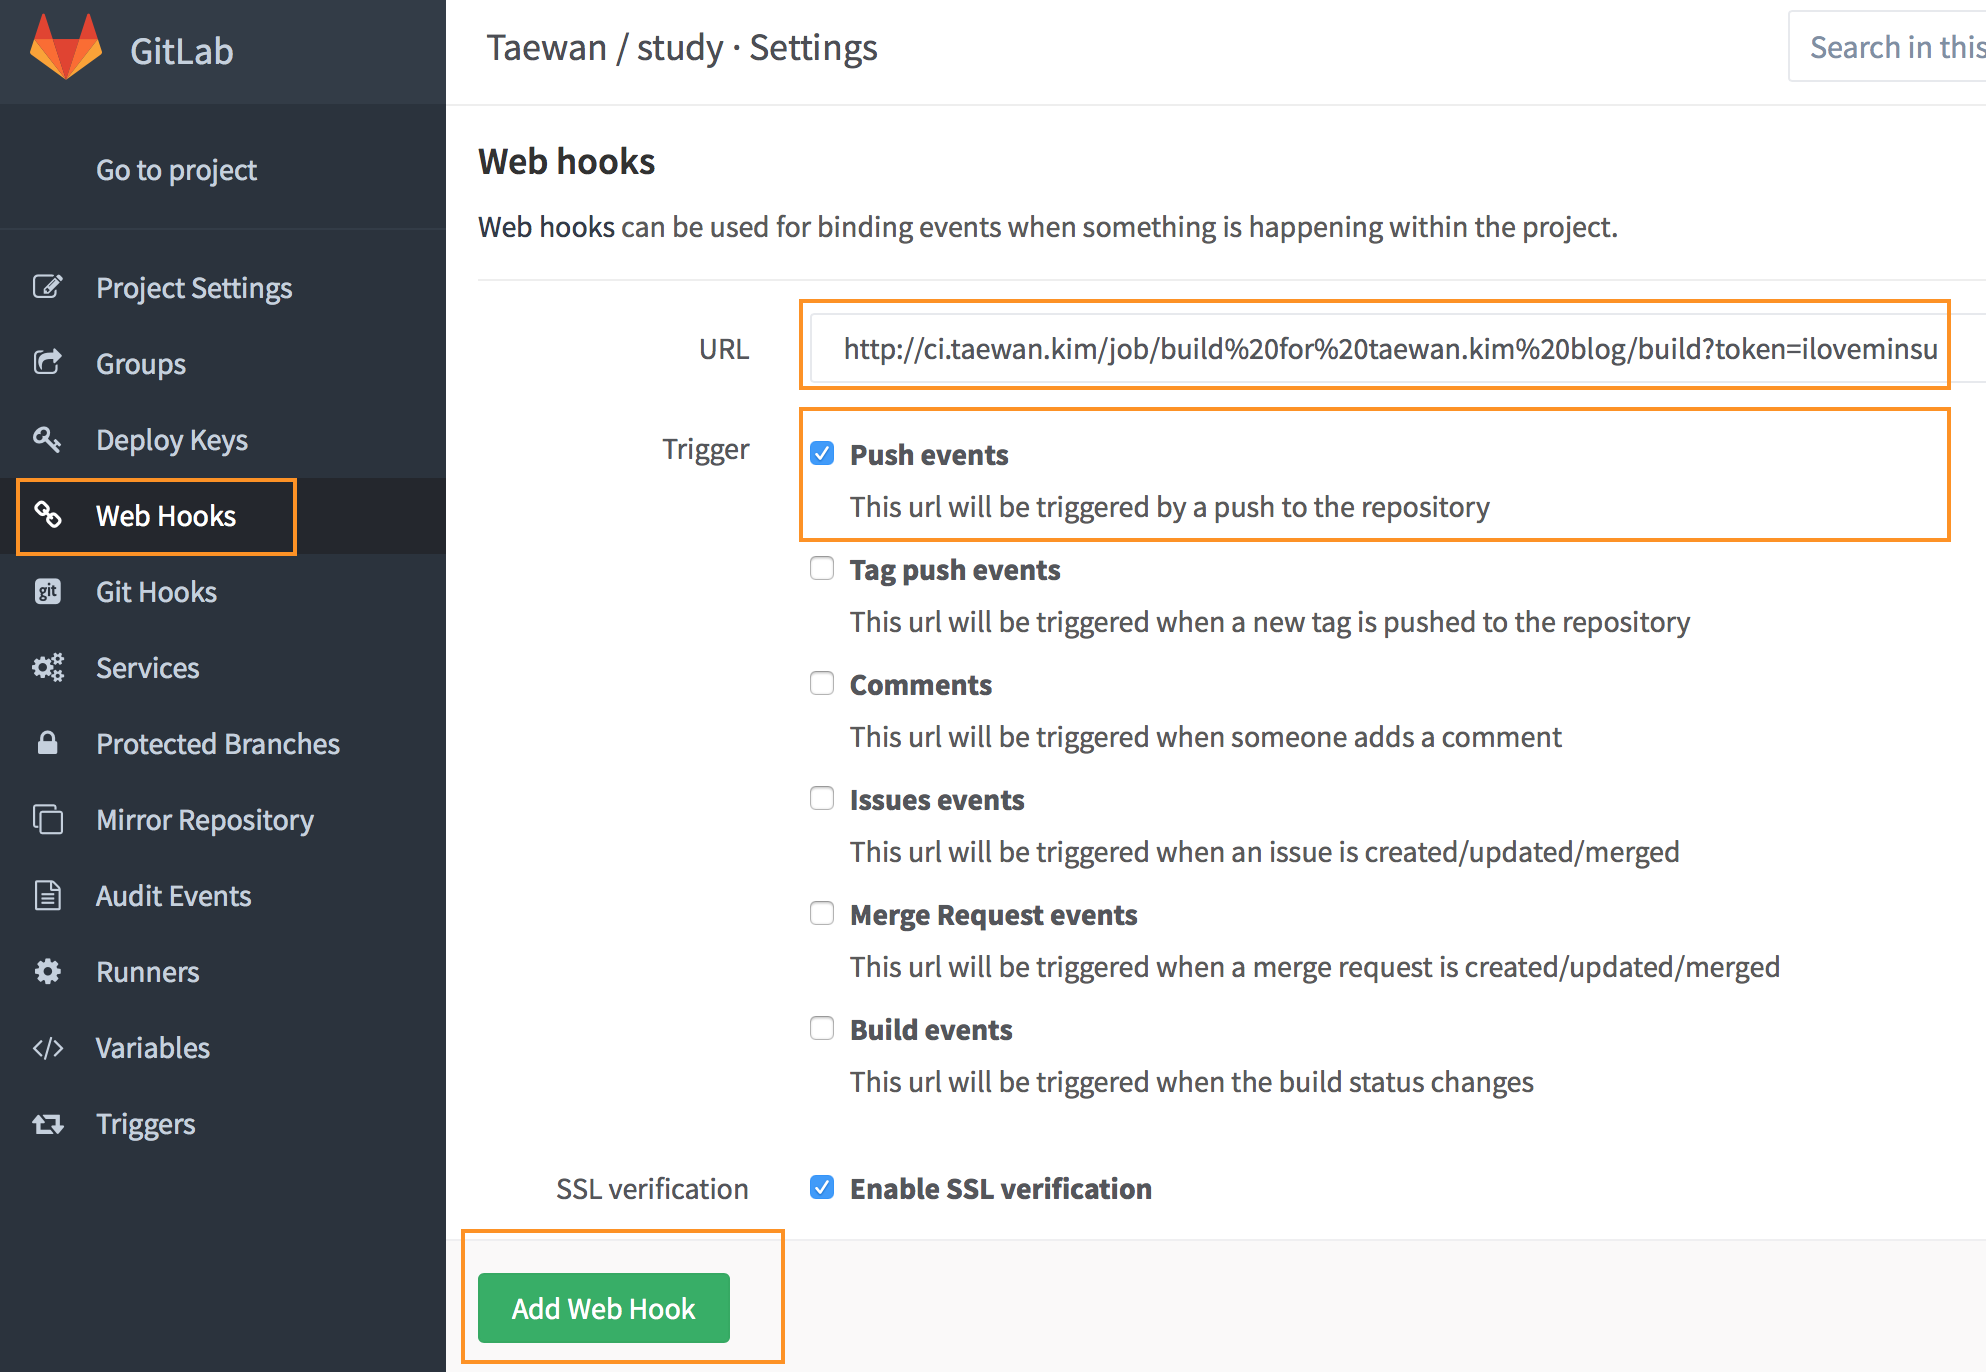 GitLab
Taewan / study · Settings
Search in this
Go to project
Project Settings
Groups
Deploy Keys
Web Hooks
git
Git Hooks
Services
Protected Branches
Mirror Repository
Audit Events
Runners
Variables
Triggers
Web hooks
Web hooks can be used for binding events when something is happening within the project.
URL
http://ci.taewan.kim/job/build%20for%20taewan.kim%20blog/build?token=iloveminsu
Trigger
Push events
This url will be triggered by a push to the repository
Tag push events
This url will be triggered when a new tag is pushed to the repository
Comments
This url will be triggered when someone adds a comment
Issues events
This url will be triggered when an issue is created/updated/merged
Merge Request events
This url will be triggered when a merge request is created/updated/merged
Build events
This url will be triggered when the build status changes
SSL verification
Enable SSL verification
Add Web Hook